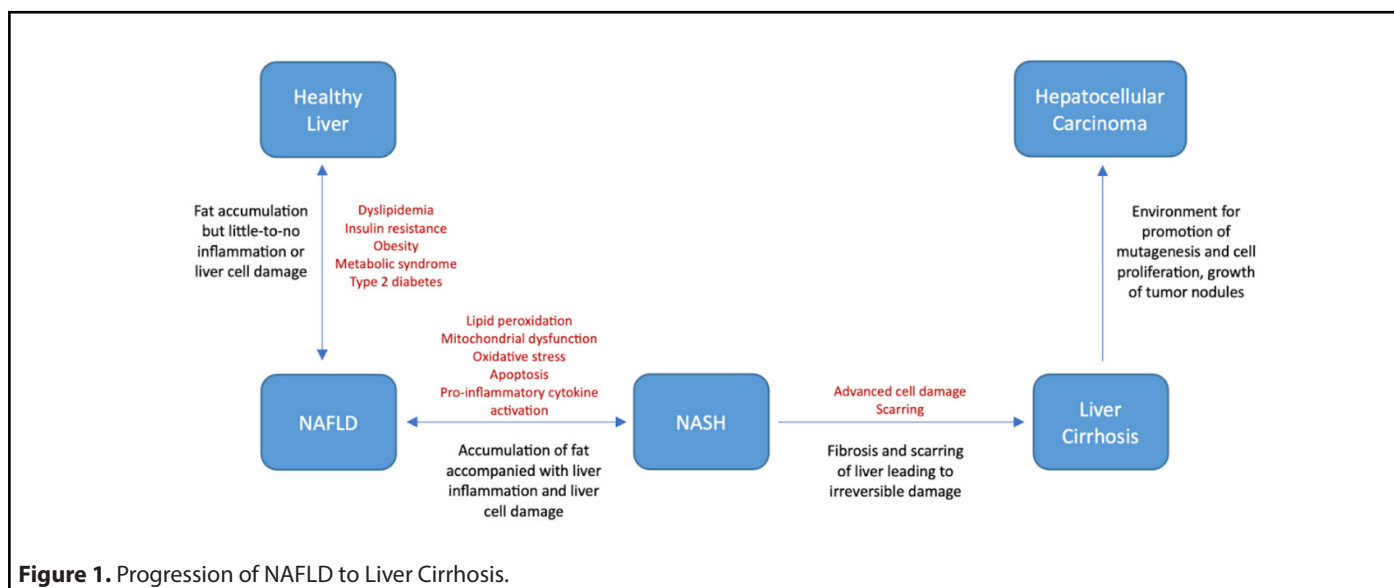 Healthy
Liver
Hepatocellular
Carcinoma
Fat accumulation
but little-to-no
inflammation or
liver cell damage
Dyslipidemia
Insulin resistance
Obesity
Metabolic syndrome
Type 2 diabetes
Environment for
promotion of
mutagenesis and cell
proliferation, growth
of tumor nodules
Lipid peroxidation
Mitochondrial dysfunction
Oxidative stress
Apoptosis
Pro-inflammatory cytokine
activation
NAFLD
Accumulation of fat
accompanied with liver
inflammation and liver
cell damage
NASH
Advanced cell damage
Scarring
Fibrosis and scarring
of liver leading to
irreversible damage
Liver
Cirrhosis
Figure 1. Progression of NAFLD to Liver Cirrhosis.